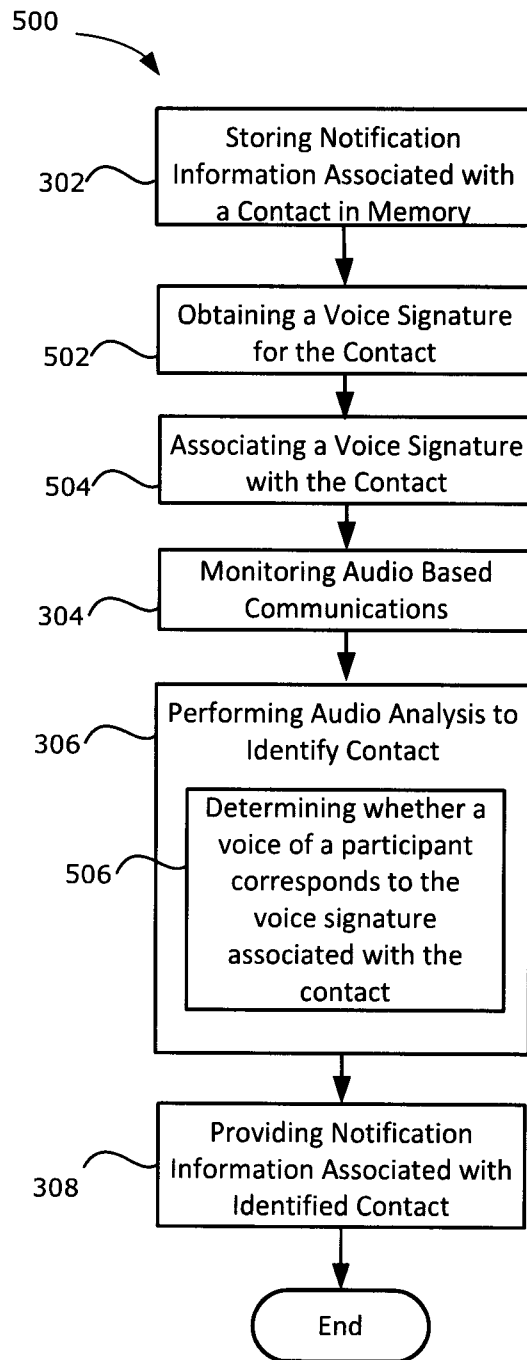 500
Storing Notification
Information Associated with
a Contact in Memory
302
Obtaining a Voice Signature
for the Contact
502
Associating a Voice Signature
with the Contact
504
Monitoring Audio Based
Communications
304
Performing Audio Analysis to
Identify Contact
306
Determining whether a
voice of a participant
corresponds to the
voice signature
associated with the
contact
506
Providing Notification
Information Associated with
Identified Contact
308
End